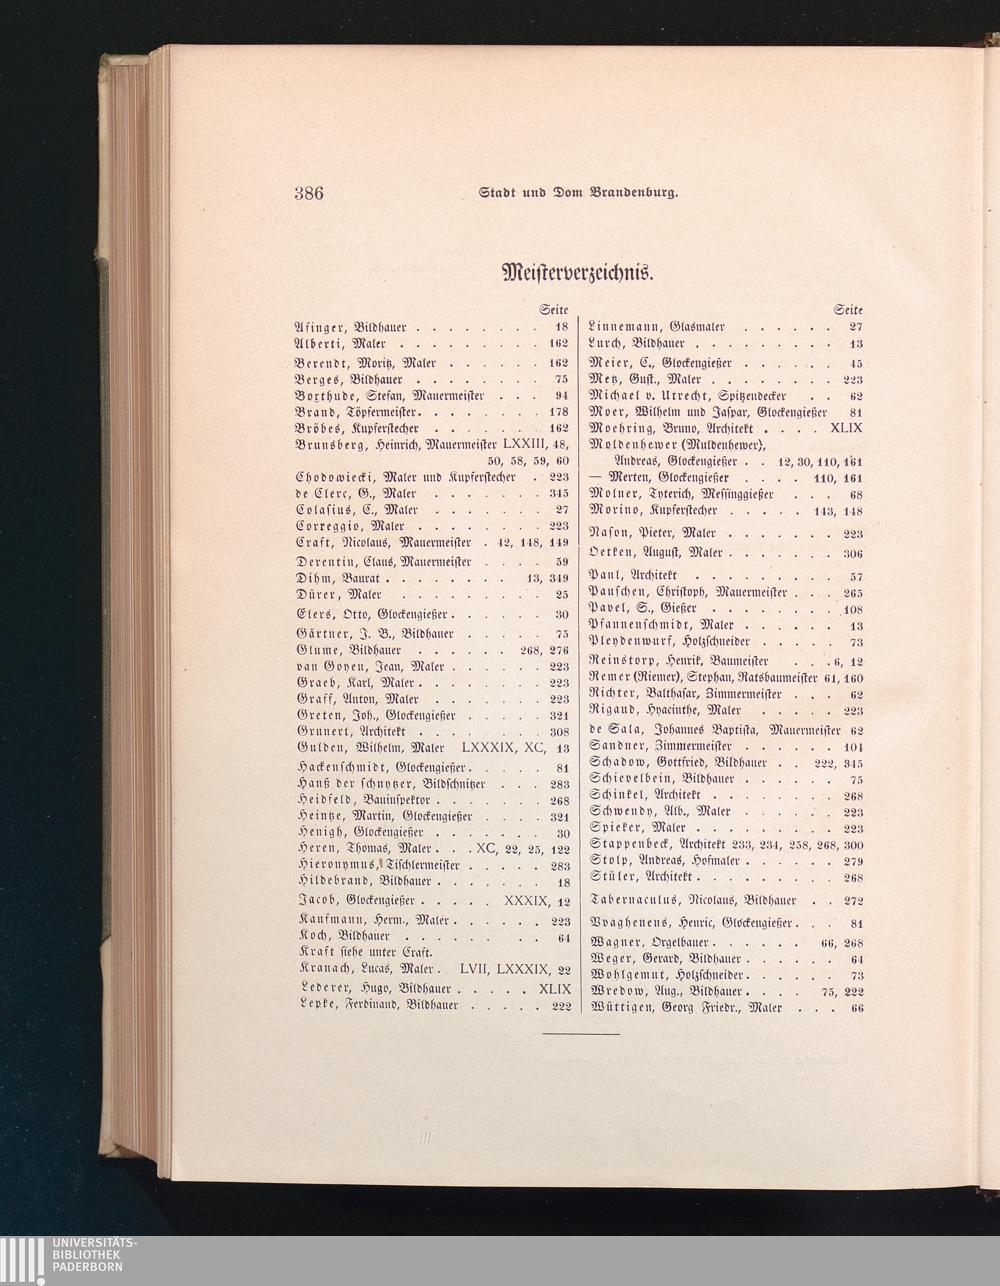 386
Stadt und Dom Brandenburg.
Meisterverzeichnis.
Seite
Afinger, Bildhauer . . . . . . . . 18
Alberti, Maler . . . . . . . . . 162
Berendt, Moritz, Maler . . . . . . 162
Berges, Bildhauer . . . . . . . . 75
Boxthude, Stefan, Mauermeister . . . 94
Brand, Töpfermeister. . . . . . . . 178
Bröbes, Kupferstecher . . . . . . . 162
Brunsberg, Heinrich, Mauermeister LXXIII, 48,
50, 58, 59, 60
Chodowiecki, Maler und Kupferstecher . 223
de Clerc, G., Maler . . . . . . . 345
Colasius, C., Maler . . . . . . . 27
Correggio, Maler . . . . . . . . 223
Craft, Nicolaus, Mauermeister . 42, 148, 149
Derentin, Claus, Mauermeister . . . . 59
Dihm, Baurat . . . . . . . . 13, 349
Dürer, Maler . . . . . . . . . . 25
Elers, Otto, Glockengießer . . . . . . 30
Gärtner, J. B., Bildhauer . . . . . 75
Glume, Bildhauer . . . . . . 268, 276
van Goyen, Jean, Maler . . . . . . 223
Graeb, Karl, Maler . . . . . . . . 223
Graff, Anton, Maler . . . . . . . 223
Greten, Joh., Glockengießer . . . . . 321
Grunert, Architekt . . . . . . . . 308
Gulden, Wilhelm, Maler LXXXIX, XC, 13
Hackenschmidt, Glockengießer . . . . . 81
Hanß der schnytzer, Bildschnitzer . . . 283
Heidfeld, Bauinspektor . . . . . . . 268
Heintze, Martin, Glockengießer . . . . 321
Henigh, Glockengießer . . . . . . . 30
Heren, Thomas, Maler . . . XC, 22, 25, 122
Hieronymus, Tischlermeister . . . . . 283
Hildebrand, Bildhauer . . . . . . . 18
Jacob, Glockengießer . . . . . XXXIX, 12
Kaufmann, Herm., Maler . . . . . . 223
Koch, Bildhauer . . . . . . . . . 64
Kraft siehe unter Craft.
Kranach, Lucas, Maler . LVII, LXXXIX, 22
Lederer, Hugo, Bildhauer . . . . . XLIX
Lepke, Ferdinand, Bildhauer . . . . . 222
Seite
Linnemann, Glasmaler . . . . . . 27
Lurch, Bildhauer . . . . . . . . . 13
Meier, C., Glockengießer . . . . . . 45
Metz, Gust., Maler . . . . . . . . 223
Michael v. Utrecht, Spitzendecker . . 62
Moer, Wilhelm und Jaspar, Glockengießer 81
Moehring, Bruno, Architekt . . . . XLIX
Moldenhewer (Muldenhewer),
Andreas, Glockengießer . . 12, 30, 110, 161
— Merten, Glockengießer . . . . 110, 161
Molner, Tyterich, Messinggießer . . . 68
Morino, Kupferstecher . . . . . 143, 148
Nason, Pieter, Maler . . . . . . . 223
Oetken, August, Maler . . . . . . . 306
Paul, Architekt . . . . . . . . . 57
Pauschen, Christoph, Mauermeister . . . 265
Pavel, S., Gießer . . . . . . . . 108
Pfannenschmidt, Maler . . . . . . 13
Pleydenwurf, Holzschneider . . . . . 73
Reinstorp, Henrik, Baumeister . . . 6, 12
Remer (Riemer), Stephan, Ratsbaumeister 61, 160
Richter, Balthasar, Zimmermeister . . . 62
Rigaud, Hyacinthe, Maler . . . . . 223
de Sala, Johannes Baptista, Mauermeister 62
Sandner, Zimmermeister . . . . . . 104
Schadow, Gottfried, Bildhauer . . 222, 345
Schievelbein, Bildhauer . . . . . . 75
Schinkel, Architekt . . . . . . . . 268
Schwendy, Alb., Maler . . . . . . 223
Spieker, Maler . . . . . . . . . 223
Stappenbeck, Architekt 233, 234, 258, 268, 300
Stolp, Andreas, Hofmaler . . . . . . 279
Stüler, Architekt . . . . . . . . . 268
Tabernaculus, Nicolaus, Bildhauer . . 272
Vvaghenens, Henric, Glockengießer . . . 81
Wagner, Orgelbauer . . . . . . 66, 268
Weger, Gerard, Bildhauer . . . . . . 64
Wohlgemut, Holzschneider . . . . . . 73
Wredow, Aug., Bildhauer . . . . 75, 222
Wüttigen, Georg Friedr., Maler . . . 66
UNIVERSITÄTS-
BIBLIOTHEK
PADERBORN